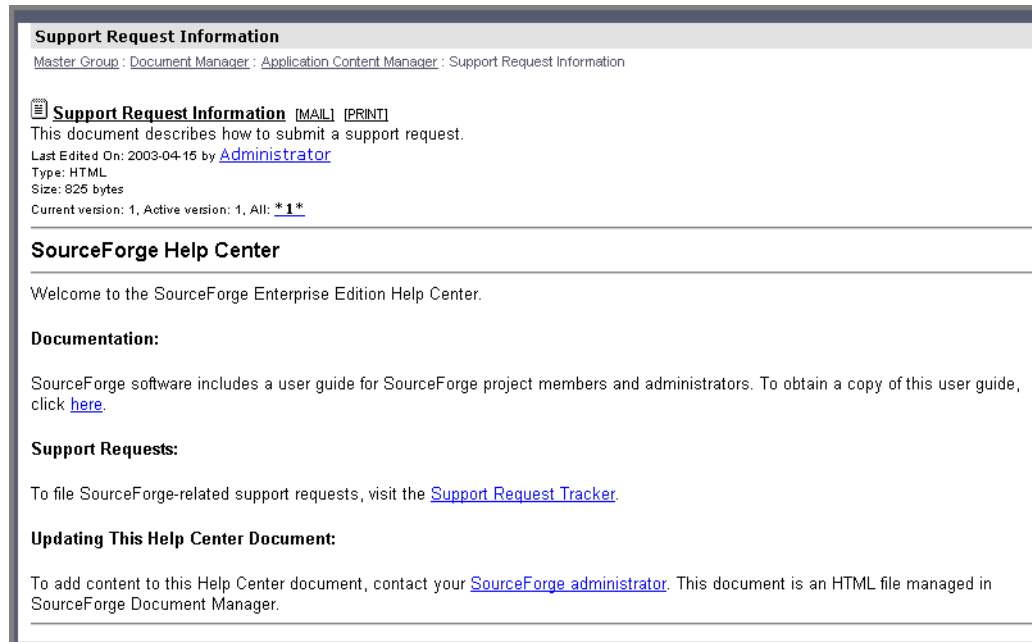 Support Request Information
Master Group : Document Manager : Application Content Manager : Support Request Information
Support Request Information [MAIL] [PRINT]
This document describes how to submit a support request.
Last Edited On: 2003-04-15 by Administrator
Type: HTML
Size: 825 bytes
Current version: 1, Active version: 1, All: *1*
SourceForge Help Center
Welcome to the SourceForge Enterprise Edition Help Center.
Documentation:
SourceForge software includes a user guide for SourceForge project members and administrators. To obtain a copy of this user guide,
click here.
Support Requests:
To file SourceForge-related support requests, visit the Support Request Tracker.
Updating This Help Center Document:
To add content to this Help Center document, contact your SourceForge administrator. This document is an HTML file managed in
SourceForge Document Manager.